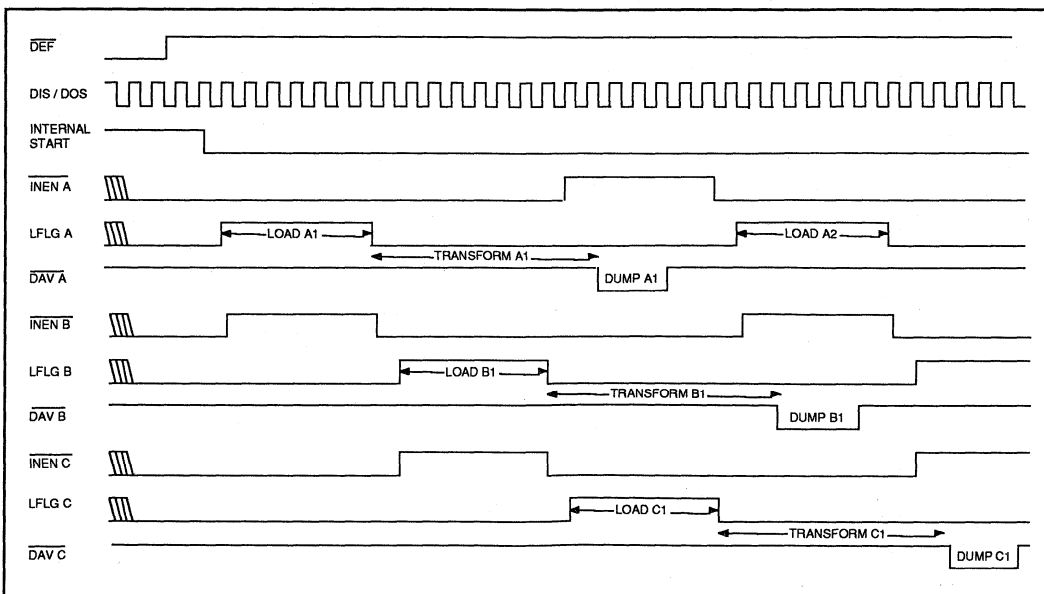 DEF
DIS / DOS
INTERNAL
START
INEN A
LFLG A
LOAD A1
LOAD A2
TRANSFORM A1
DAV A
DUMP A1
INEN B
LFLG B
LOAD B1
TRANSFORM B1
DAV B
DUMP B1
INEN C
LFLG C
LOAD C1
TRANSFORM C1
DAV C
DUMP C1